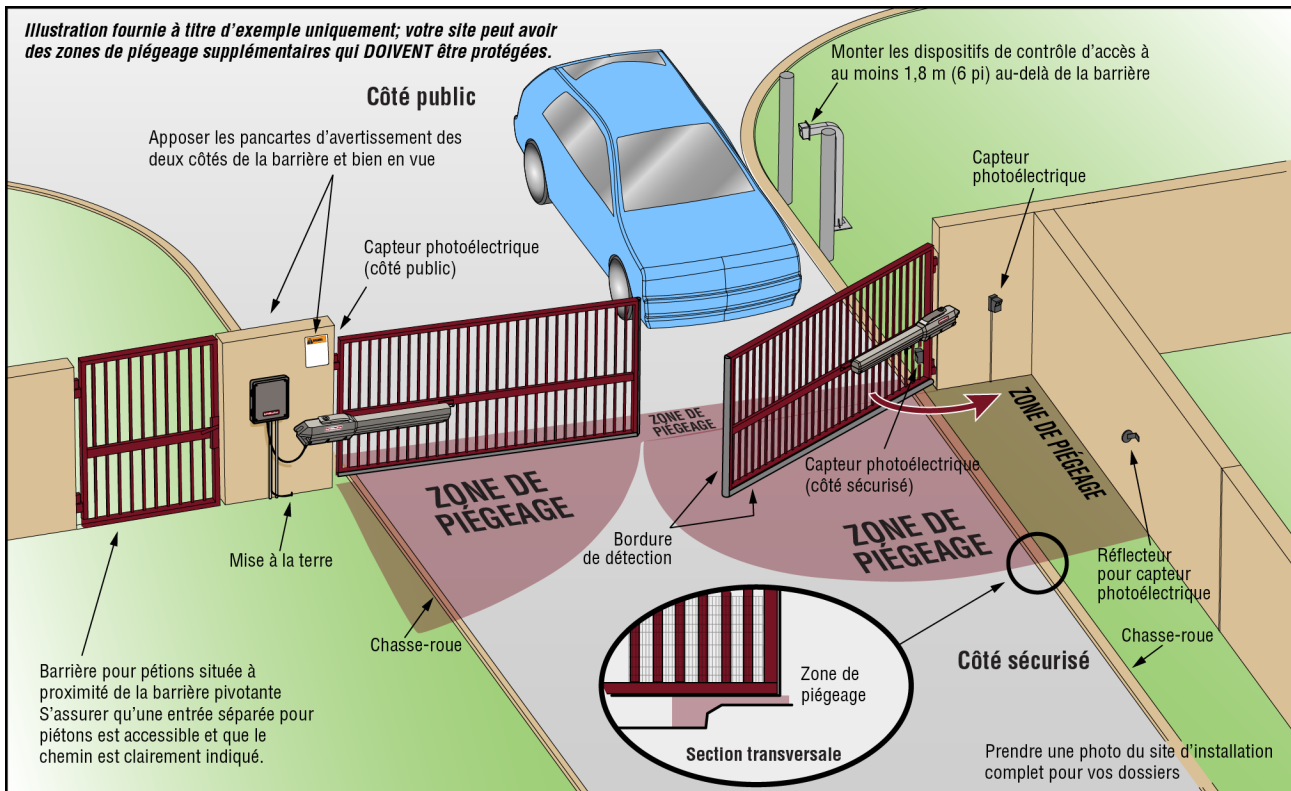 Illustration fournie à titre d'exemple uniquement; votre site peut avoir
des zones de piégeage supplémentaires qui DOIVENT être protégées.
Côté public
Monter les dispositifs de contrôle d'accès à
au moins 1,8 m (6 pi) au-delà de la barrière
Apposer les pancartes d'avertissement des
deux côtés de la barrière et bien en vue
Capteur
photoélectrique
Capteur photoélectrique
(côté public)
ZONE DE
PIÉGEAGE
ZONE DE PIÉGEAGE
ZONE DE
PIÉGEAGE
Capteur photoélectrique
(côté sécurisé)
ZONE DE
PIÉGEAGE
Bordure
de détection
Mise à la terre
Réflecteur
pour capteur
photoélectrique
Chasse-roue
Chasse-roue
Côté sécurisé
Barrière pour pétions située à
proximité de la barrière pivotante
S'assurer qu'une entrée séparée pour
piétons est accessible et que le
chemin est clairement indiqué.
Zone de
piégeage
Section transversale
Prendre une photo du site d'installation
complet pour vos dossiers